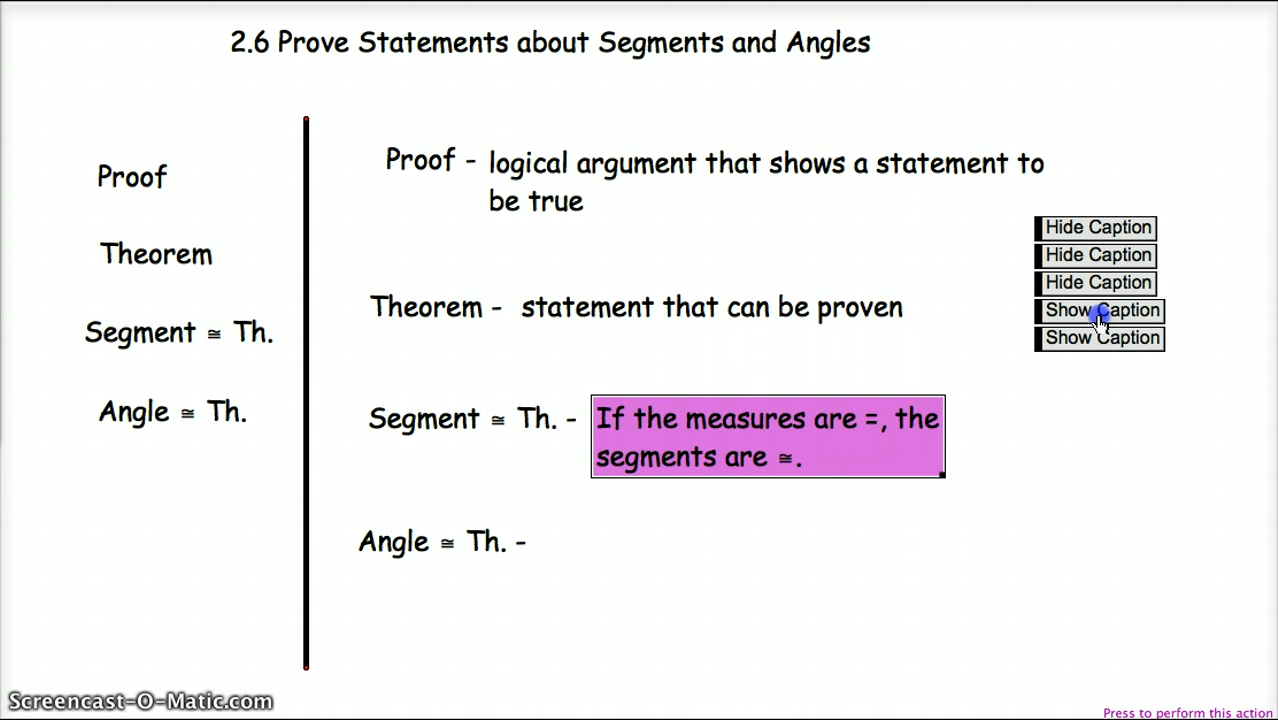 2.6 Prove Statements about Segments and Angles
Proof
Theorem
Segment ≅ Th.
Angle ≅ Th.
Proof - logical argument that shows a statement to
be true
Theorem - statement that can be proven
Segment ≅ Th. - If the measures are =, the
segments are ≅.
Angle ≅ Th. -
Hide Caption
Hide Caption
Hide Caption
Show Caption
Show Caption
Screencast-O-Matic.com
Press to perform this action